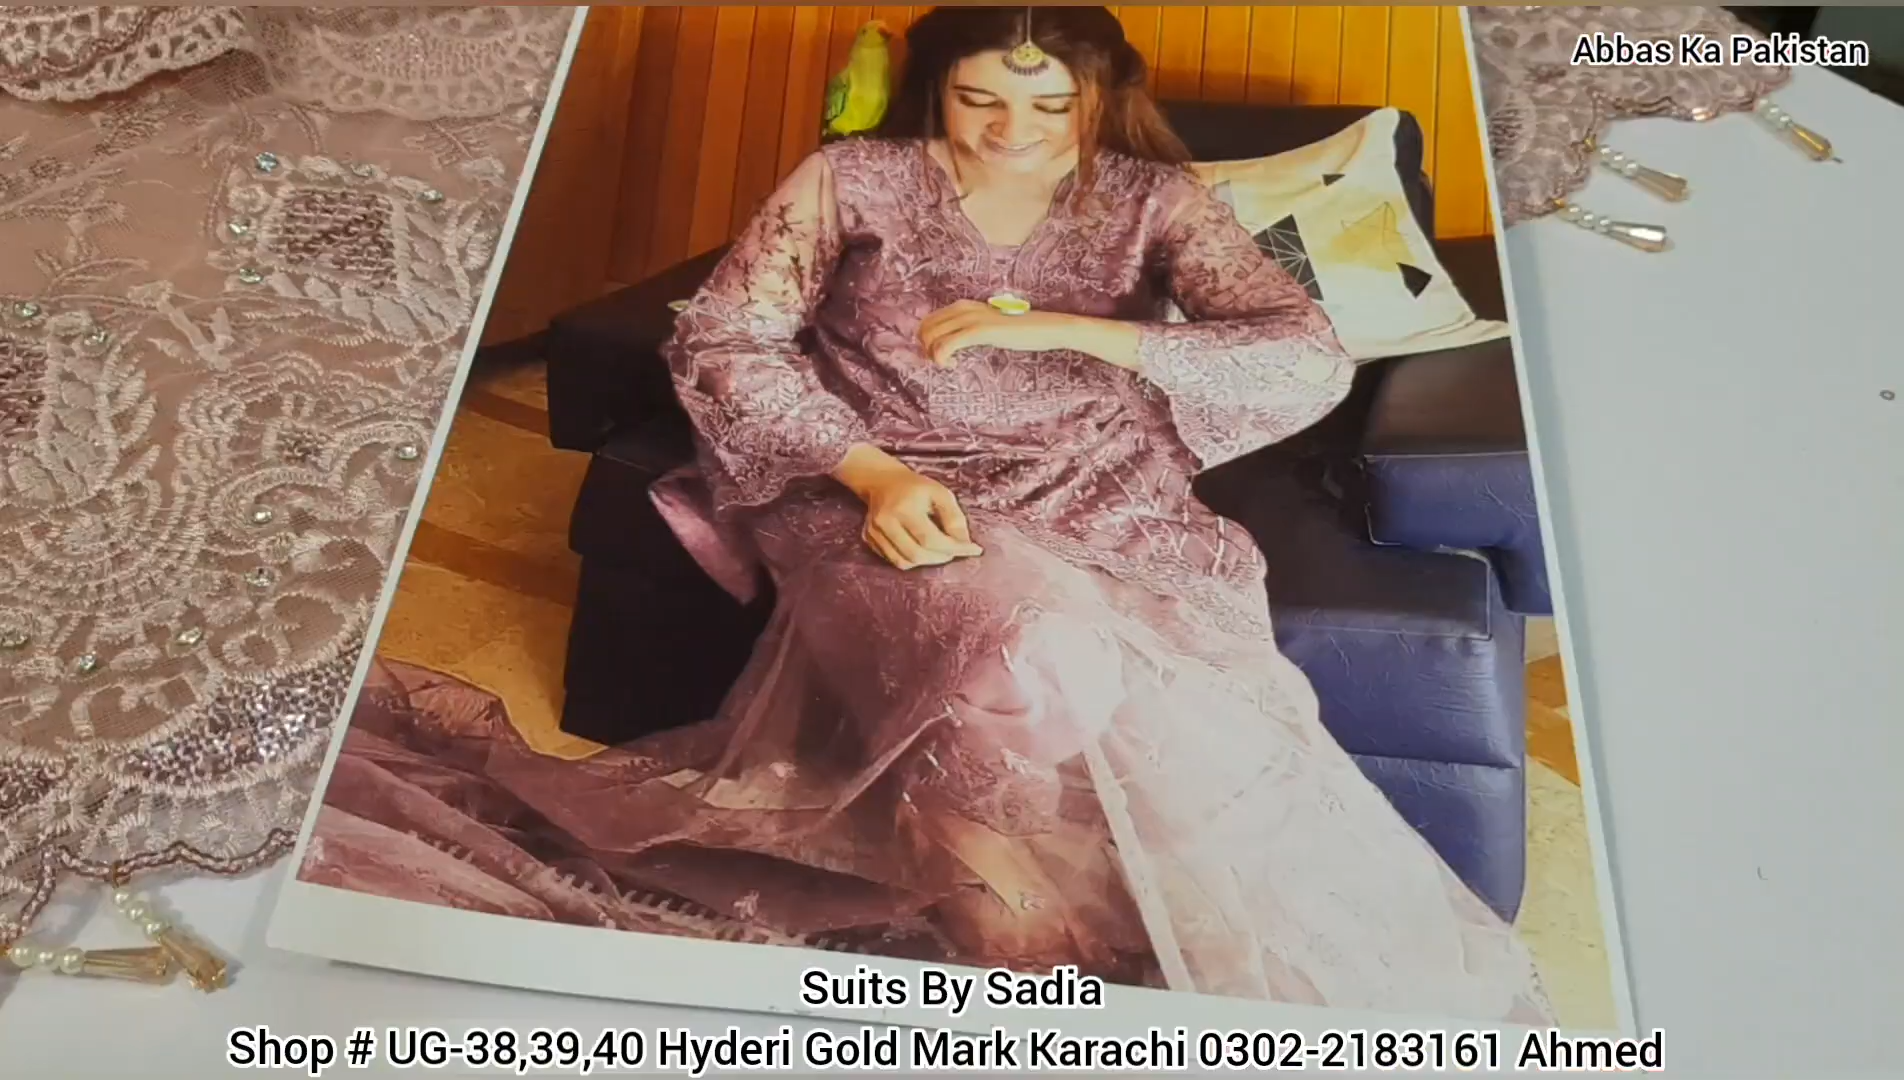 Abbas Ka Pakistan
Suits By Sadia
Shop # UG-38,39,40 Hyderi Gold Mark Karachi 0302-2183161 Ahmed